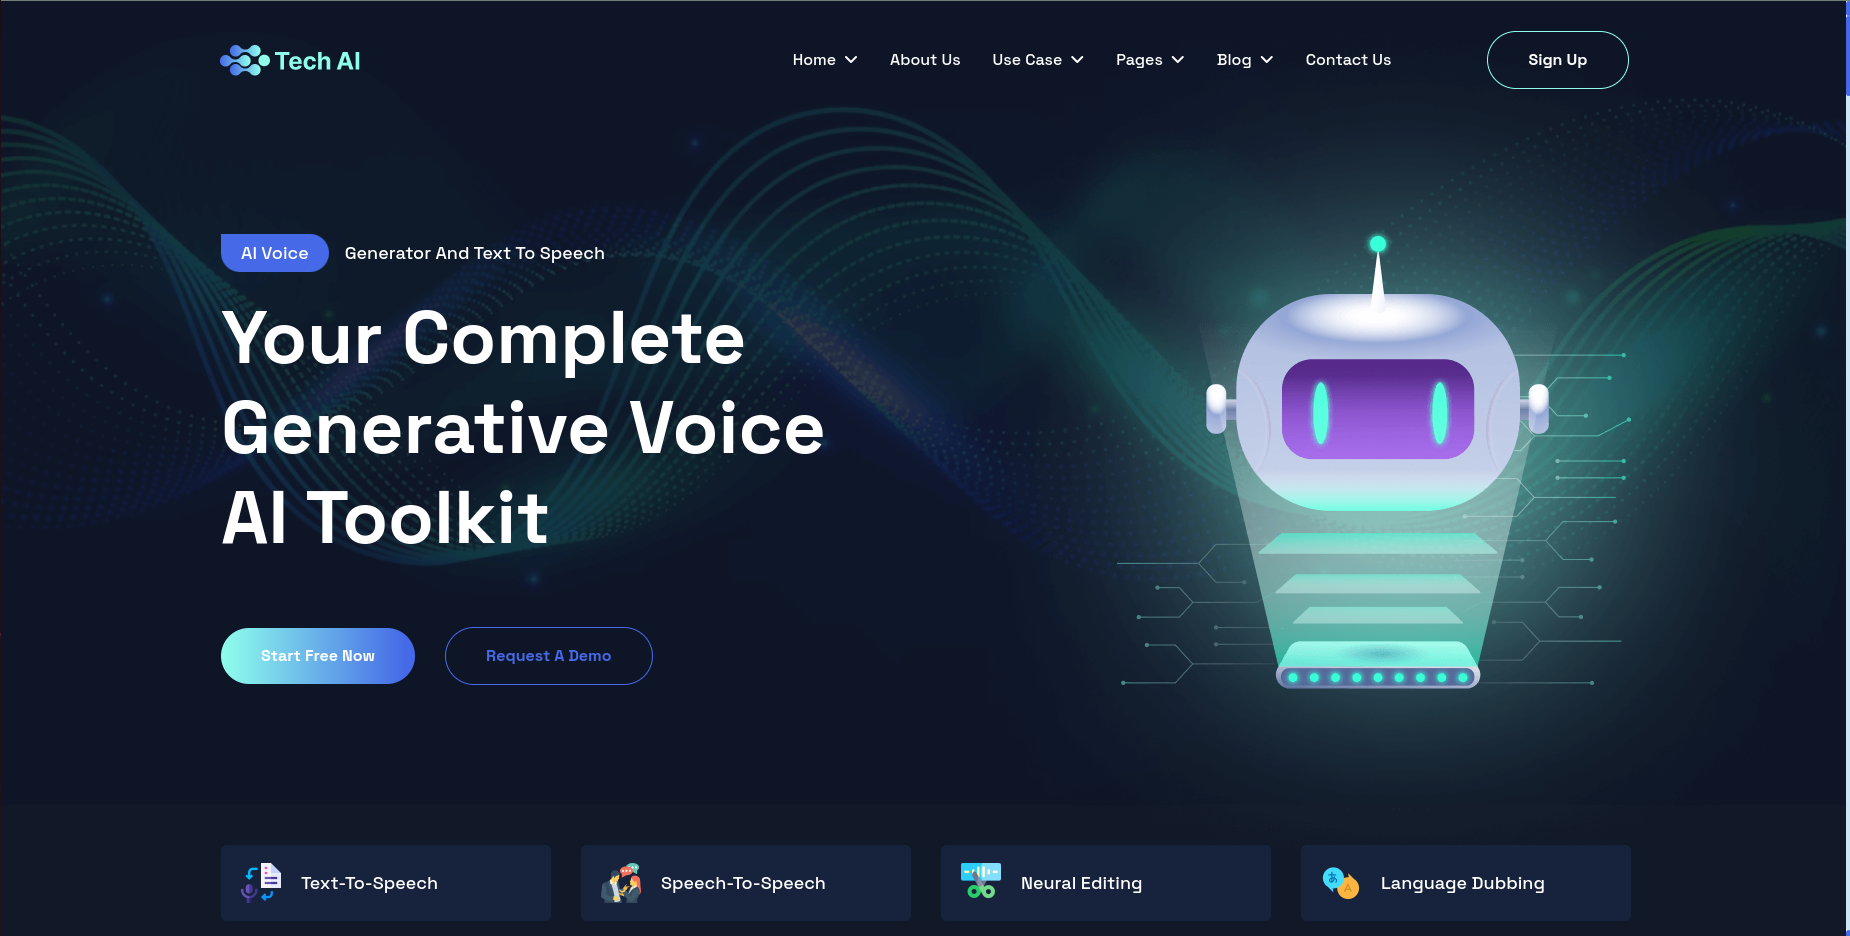 Tech AI
Home
About Us
Use Case
Pages
Blog
Contact Us
Sign Up
AI Voice
Generator And Text To Speech
Your Complete
Generative Voice
AI Toolkit
Start Free Now
Request A Demo
Text-To-Speech
Speech-To-Speech
Neural Editing
あ
A
Language Dubbing